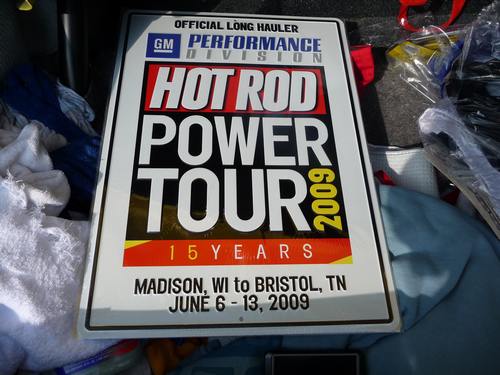 OFFICIAL LONG HAULER
GM PERFORMANCE
DIVISION
HOT ROD
POWER
TOUR 2009
15 YEARS
MADISON, WI to BRISTOL, TN
JUNE 6 - 13, 2009